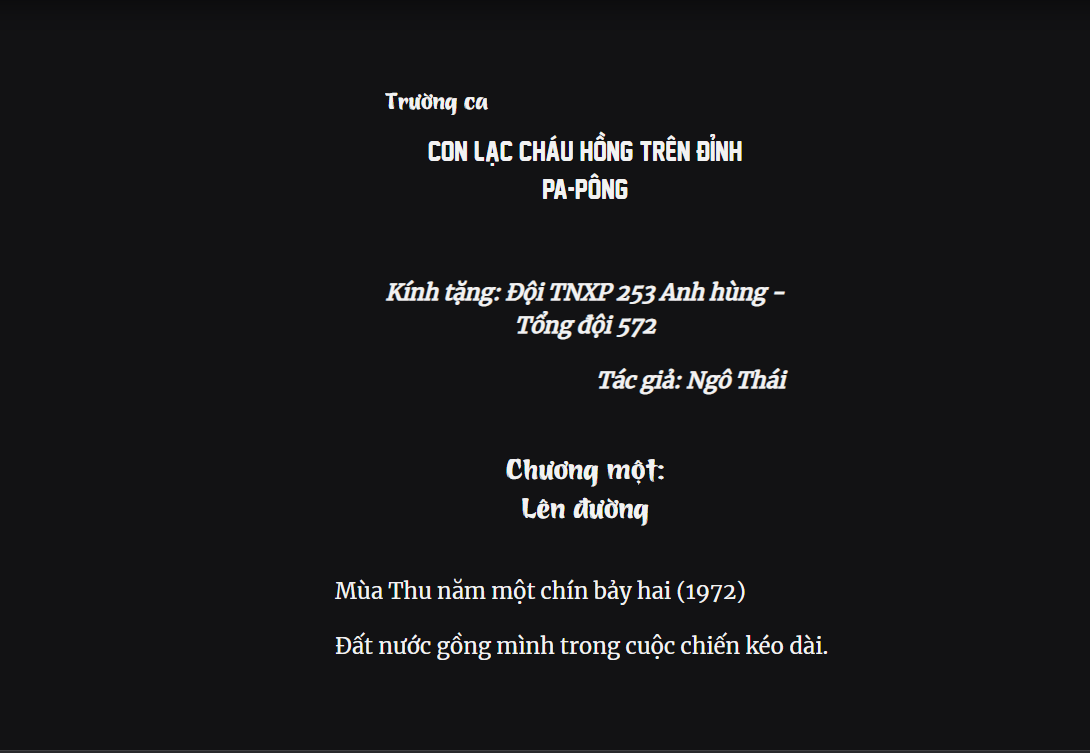 Trường ca
CON LẠC CHÁU HỒNG TRÊN ĐỈNH
PA-PÔNG
Kính tặng: Đội TNXP 253 Anh hùng –
Tổng đội 572
Tác giả: Ngô Thái
Chương một:
Lên đường
Mùa Thu năm một chín bảy hai (1972)
Đất nước gồng mình trong cuộc chiến kéo dài.